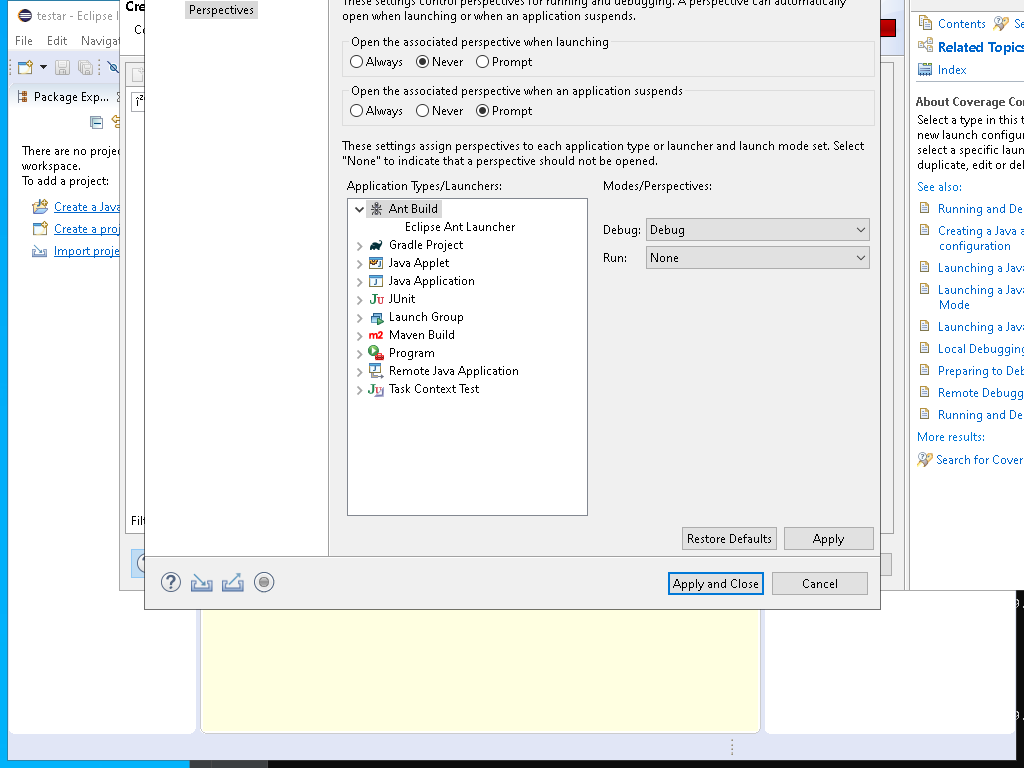 testar - Eclipse I
File Edit Navigat
Package Exp...
There are no proje
workspace.
To add a project:
Create a Java
Create a proj
Import proje
Cre
Perspectives
These settings control perspectives for running and debugging. A perspective can automatically
open when launching or when an application suspends.
Open the associated perspective when launching
Always Never Prompt
Open the associated perspective when an application suspends
Always Never Prompt
These settings assign perspectives to each application type or launcher and launch mode set. Select
"None" to indicate that a perspective should not be opened.
Application Types/Launchers:
Modes/Perspectives:
Ant Build
Eclipse Ant Launcher
Gradle Project
Java Applet
Java Application
JUnit
Launch Group
Maven Build
Program
Remote Java Application
Task Context Test
Debug: Debug
Run: None
Filt
Restore Defaults Apply
Apply and Close Cancel
Contents Se
Related Topics
Index
About Coverage Co
Select a type in this t
new launch configu
select a specific laun
duplicate, edit or del
See also:
Running and De
Creating a Java a
configuration
Launching a Java
Launching a Java
Mode
Launching a Java
Local Debugging
Preparing to Deb
Remote Debugg
Running and De
More results:
Search for Cover